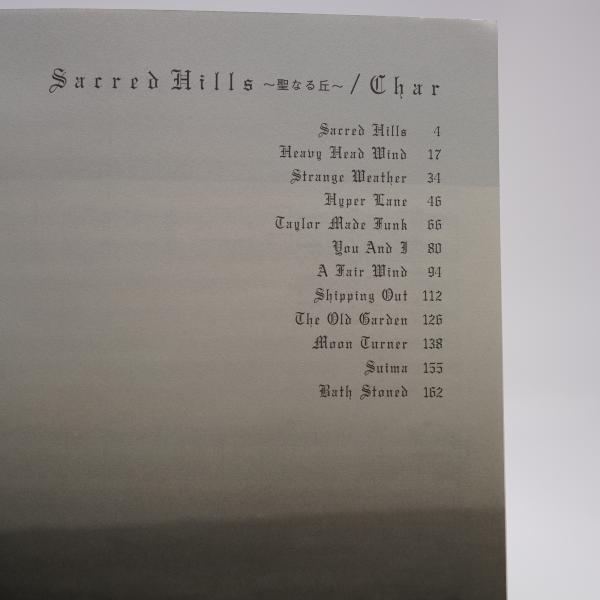 Sacred Hills ～聖なる丘～ / Char
Sacred Hills 4
Heavy Head Wind 17
Strange Weather 34
Hyper Lane 46
Taylor Made Funk 66
You And I 80
A Fair Wind 94
Shipping Out 112
The Old Garden 126
Moon Turner 138
Suima 155
Bath Stoned 162